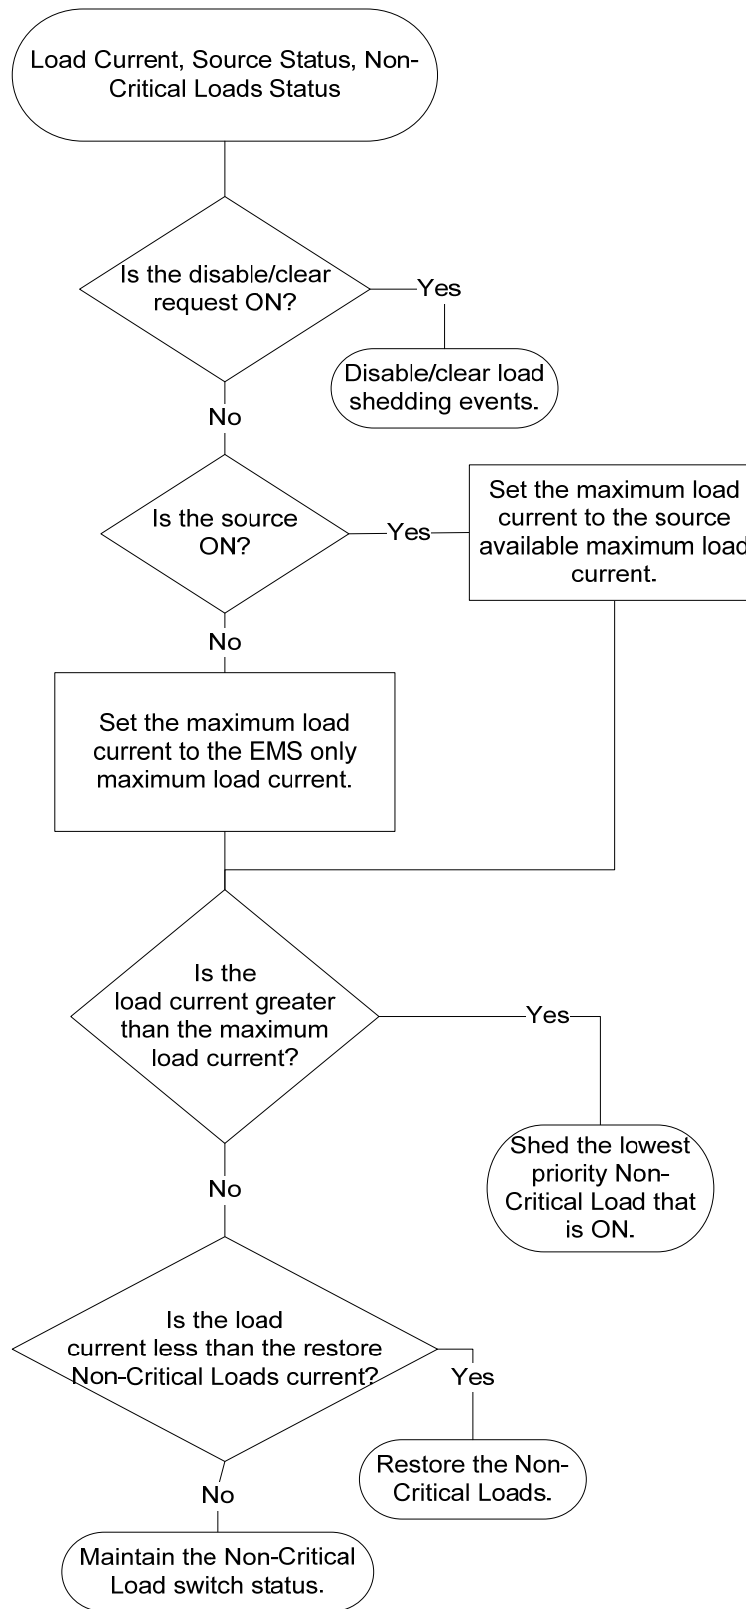 Load Current, Source Status, Non-
Critical Loads Status
Is the disable/clear
request ON?
Yes
Disable/clear load
shedding events.
No
Is the source
ON?
Yes
Set the maximum load
current to the source
available maximum load
current.
No
Set the maximum load
current to the EMS only
maximum load current.
Is the
load current greater
than the maximum
load current?
Yes
Shed the lowest
priority Non-
Critical Load that
is ON.
No
Is the load
current less than the restore
Non-Critical Loads current?
Yes
Restore the Non-
Critical Loads.
No
Maintain the Non-Critical
Load switch status.